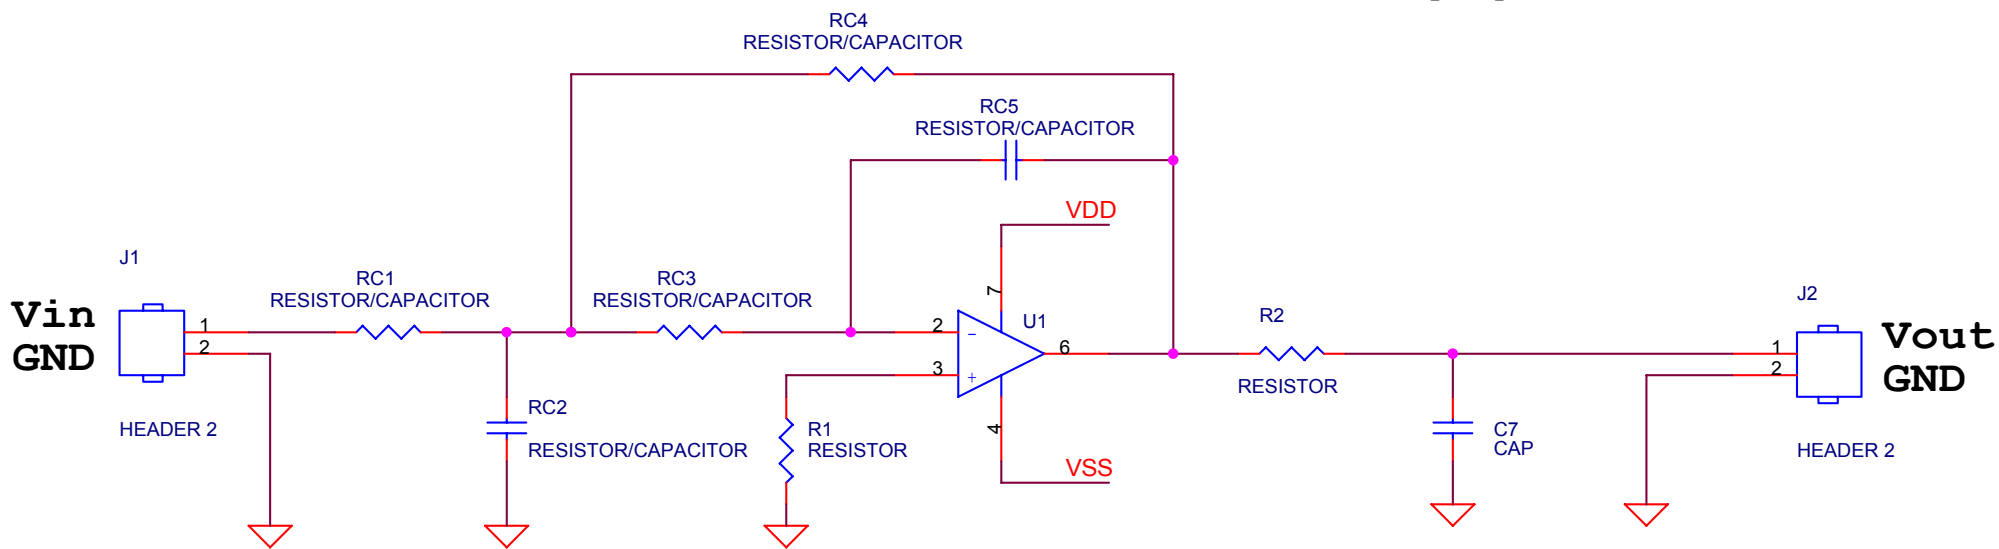 RC4
RESISTOR/CAPACITOR
RC5
RESISTOR/CAPACITOR
VDD
J1
RC1
RESISTOR/CAPACITOR
RC3
RESISTOR/CAPACITOR
7
U1
R2
J2
Vin
GND
1
2
2
3
−
+
6
RESISTOR
1
2
Vout
GND
HEADER 2
RC2
RESISTOR/CAPACITOR
R1
RESISTOR
4
VSS
C7
CAP
HEADER 2